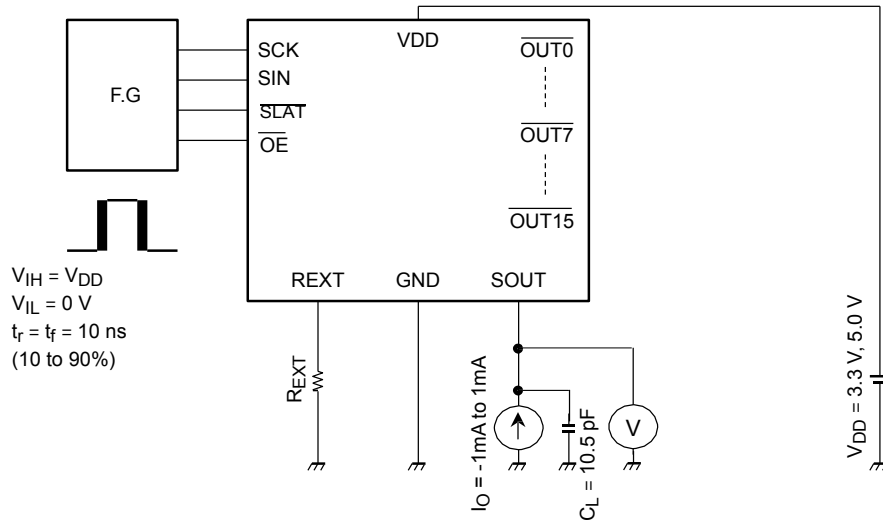 F.G
SCK
SIN
SLAT
OE
VDD
OUT0
OUT7
OUT15
REXT
GND
SOUT
VIH = VDD
VIL = 0 V
tr = tf = 10 ns
(10 to 90%)
REXT
IO = -1mA to 1mA
CL = 10.5 pF
V
VDD = 3.3 V, 5.0 V